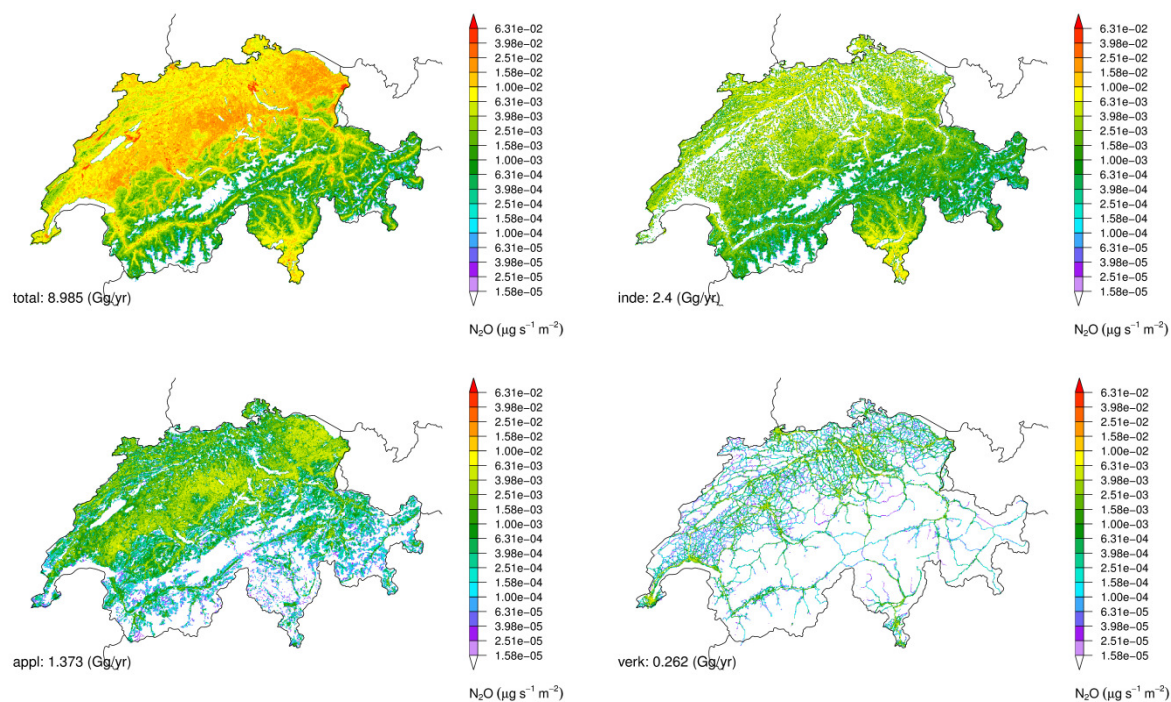 6.31e−02
3.98e−02
2.51e−02
1.58e−02
1.00e−02
6.31e−03
3.98e−03
2.51e−03
1.58e−03
1.00e−03
6.31e−04
3.98e−04
2.51e−04
1.58e−04
1.00e−04
6.31e−05
3.98e−05
2.51e−05
1.58e−05
total: 8.985 (Gg/yr)
N₂O (µg s⁻¹ m⁻²)
6.31e−02
3.98e−02
2.51e−02
1.58e−02
1.00e−02
6.31e−03
3.98e−03
2.51e−03
1.58e−03
1.00e−03
6.31e−04
3.98e−04
2.51e−04
1.58e−04
1.00e−04
6.31e−05
3.98e−05
2.51e−05
1.58e−05
inde: 2.4 (Gg/yr)
N₂O (µg s⁻¹ m⁻²)
6.31e−02
3.98e−02
2.51e−02
1.58e−02
1.00e−02
6.31e−03
3.98e−03
2.51e−03
1.58e−03
1.00e−03
6.31e−04
3.98e−04
2.51e−04
1.58e−04
1.00e−04
6.31e−05
3.98e−05
2.51e−05
1.58e−05
appl: 1.373 (Gg/yr)
N₂O (µg s⁻¹ m⁻²)
6.31e−02
3.98e−02
2.51e−02
1.58e−02
1.00e−02
6.31e−03
3.98e−03
2.51e−03
1.58e−03
1.00e−03
6.31e−04
3.98e−04
2.51e−04
1.58e−04
1.00e−04
6.31e−05
3.98e−05
2.51e−05
1.58e−05
verk: 0.262 (Gg/yr)
N₂O (µg s⁻¹ m⁻²)